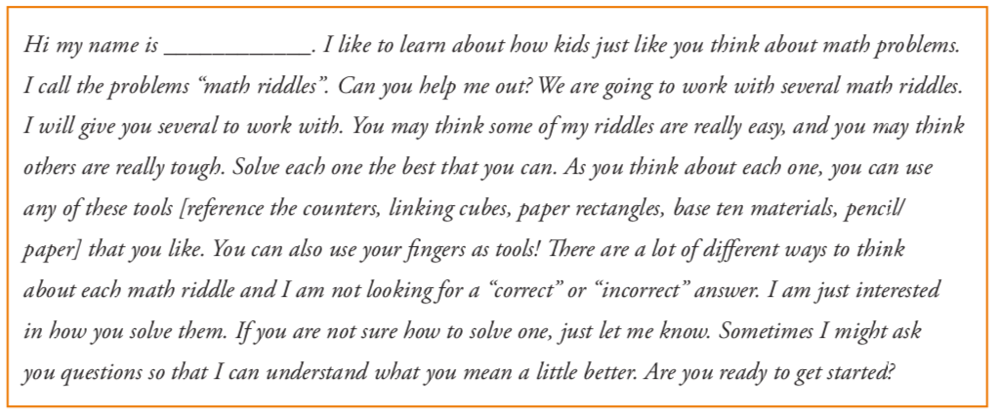 Hi my name is ____________. I like to learn about how kids just like you think about math problems.
I call the problems “math riddles”. Can you help me out? We are going to work with several math riddles.
I will give you several to work with. You may think some of my riddles are really easy, and you may think
others are really tough. Solve each one the best that you can. As you think about each one, you can use
any of these tools [reference the counters, linking cubes, paper rectangles, base ten materials, pencil/
paper] that you like. You can also use your fingers as tools! There are a lot of different ways to think
about each math riddle and I am not looking for a “correct” or “incorrect” answer. I am just interested
in how you solve them. If you are not sure how to solve one, just let me know. Sometimes I might ask
you questions so that I can understand what you mean a little better. Are you ready to get started?